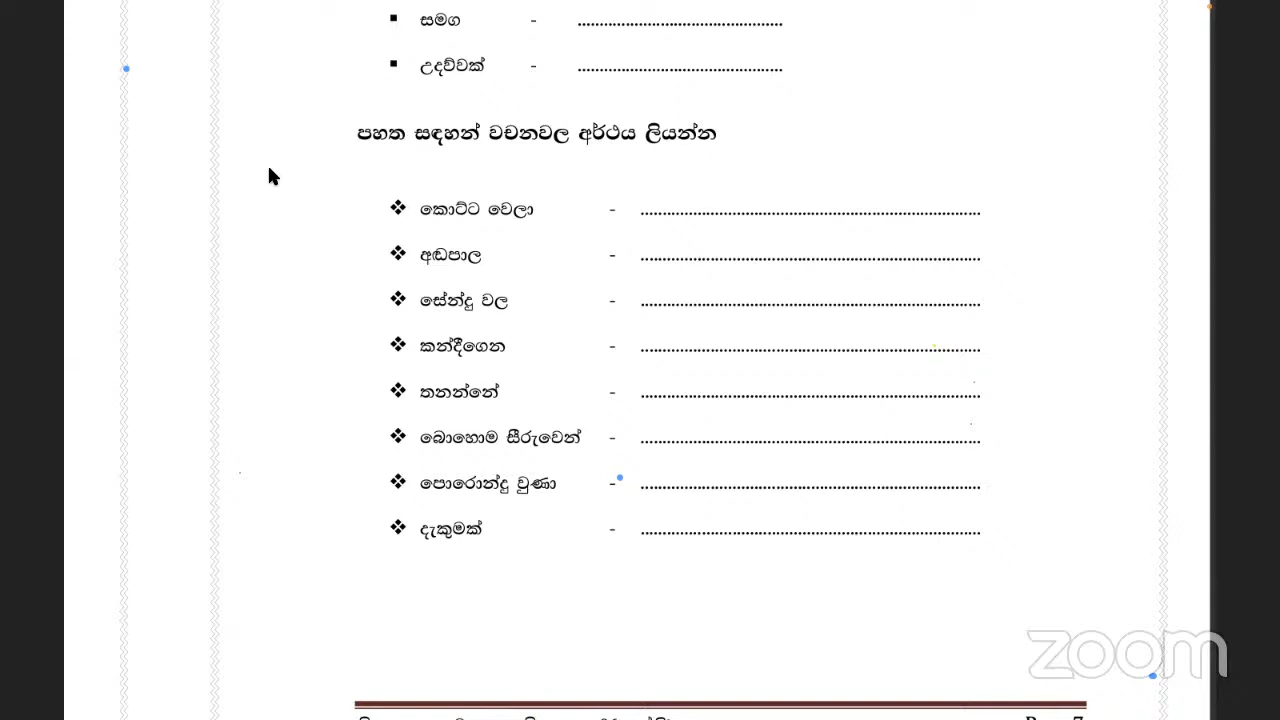 ▪ සමග - ..............................................
▪ උදව්වක් - ..............................................
පහත සඳහන් වචනවල අර්ථය ලියන්න
❖ කොට්ට වෙලා - ..............................................................................
❖ අඬපාල - ..............................................................................
❖ සේන්දු වල - ..............................................................................
❖ කන්දීගෙන - ..............................................................................
❖ තනන්නේ - ..............................................................................
❖ බොහොම සීරුවෙන් - ..............................................................................
❖ පොරොන්දු වුණා - ..............................................................................
❖ දැකුමක් - ..............................................................................
zoom